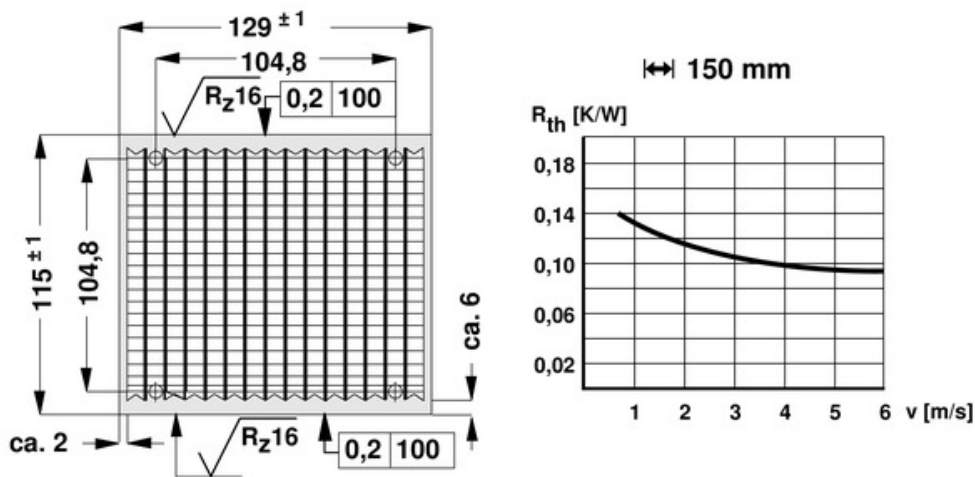 129 ± 1
104,8
Rz16
0,2 100
115 ± 1
104,8
ca. 6
ca. 2
Rz16
0,2 100
150 mm
Rth [K/W]
0,18
0,14
0,10
0,06
0,02
1 2 3 4 5 6 v [m/s]